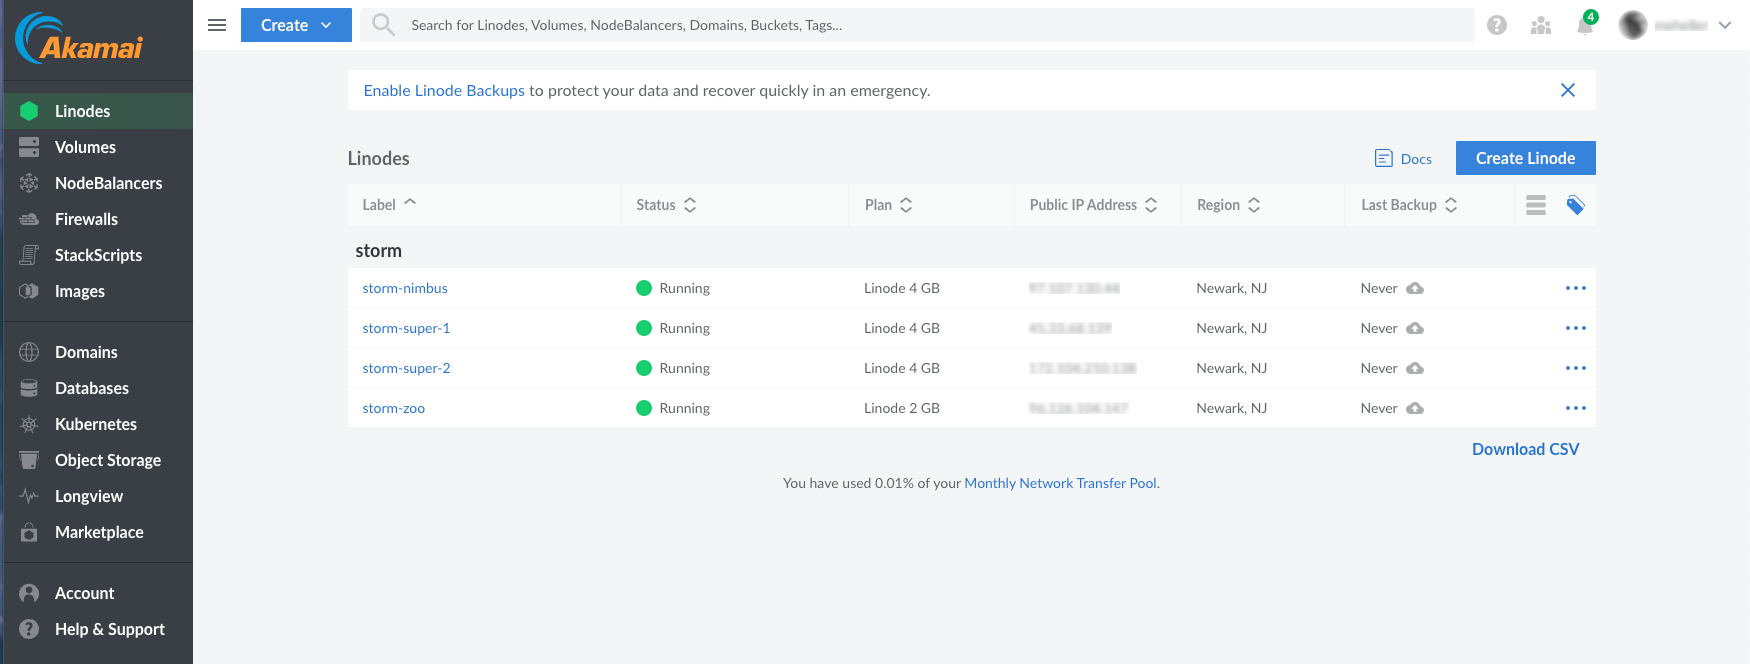 Akamai
Create
Search for Linodes, Volumes, NodeBalancers, Domains, Buckets, Tags...
4
Linodes
Volumes
NodeBalancers
Firewalls
StackScripts
Images
Domains
Databases
Kubernetes
Object Storage
Longview
Marketplace
Account
Help & Support
Enable Linode Backups to protect your data and recover quickly in an emergency.
Linodes
Docs
Create Linode
Label Status Plan Public IP Address Region Last Backup
storm
storm-nimbus Running Linode 4 GB Newark, NJ Never
storm-super-1 Running Linode 4 GB Newark, NJ Never
storm-super-2 Running Linode 4 GB Newark, NJ Never
storm-zoo Running Linode 2 GB Newark, NJ Never
Download CSV
You have used 0.01% of your Monthly Network Transfer Pool.